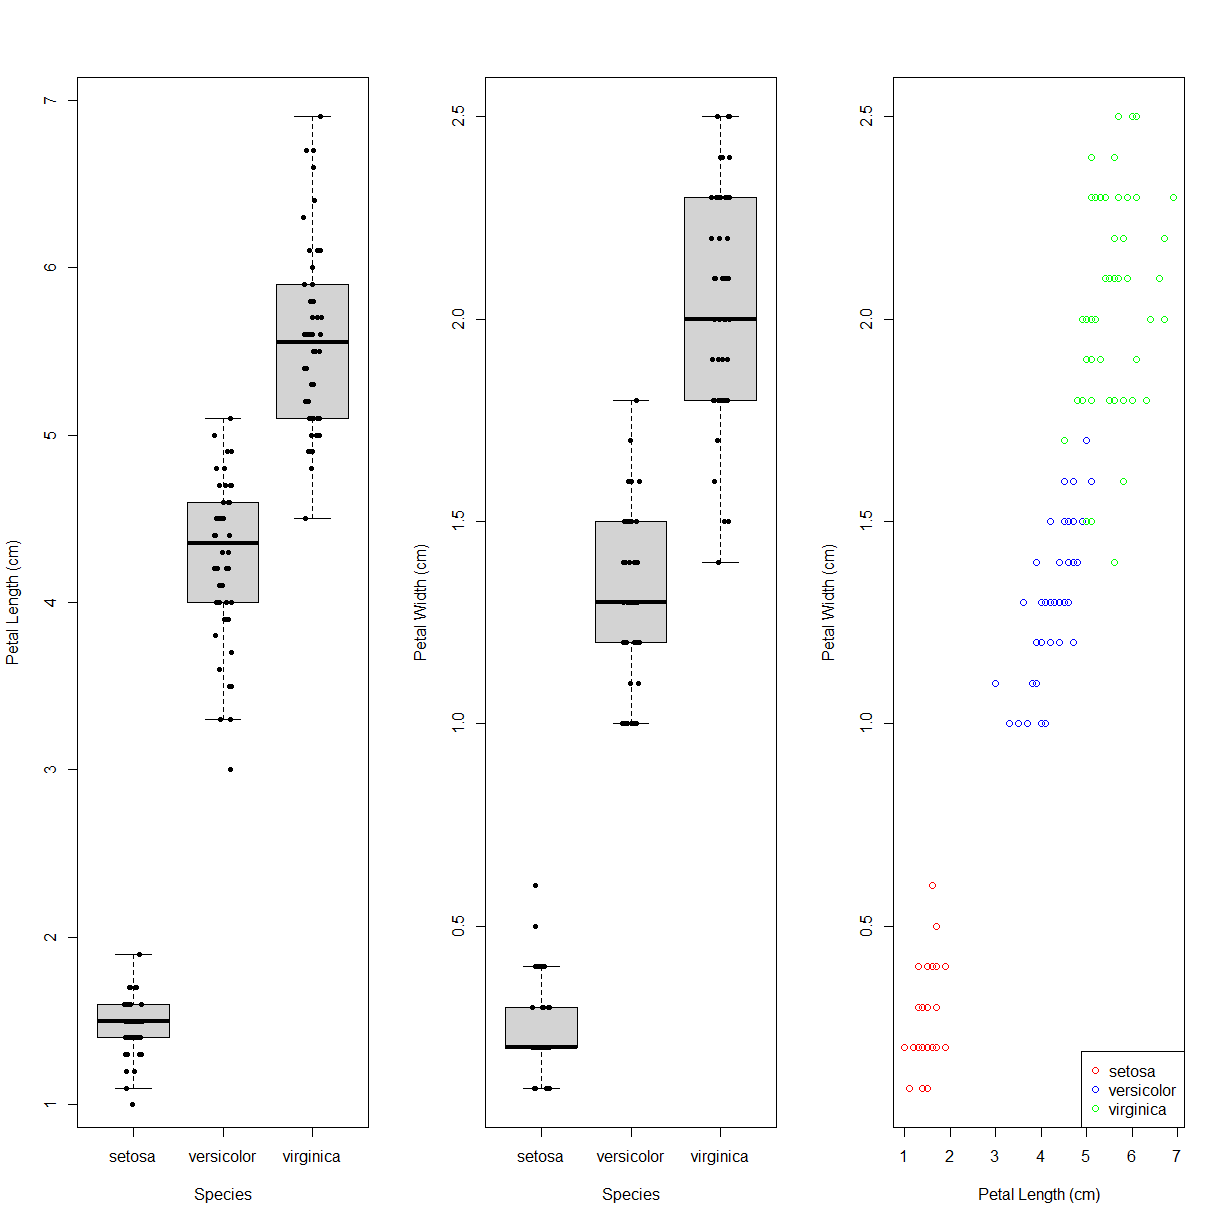 Petal Length (cm)
7
6
5
4
3
2
1
setosa versicolor virginica
Species
Petal Width (cm)
2.5
2.0
1.5
1.0
0.5
setosa versicolor virginica
Species
Petal Width (cm)
2.5
2.0
1.5
1.0
0.5
setosa
versicolor
virginica
1 2 3 4 5 6 7
Petal Length (cm)